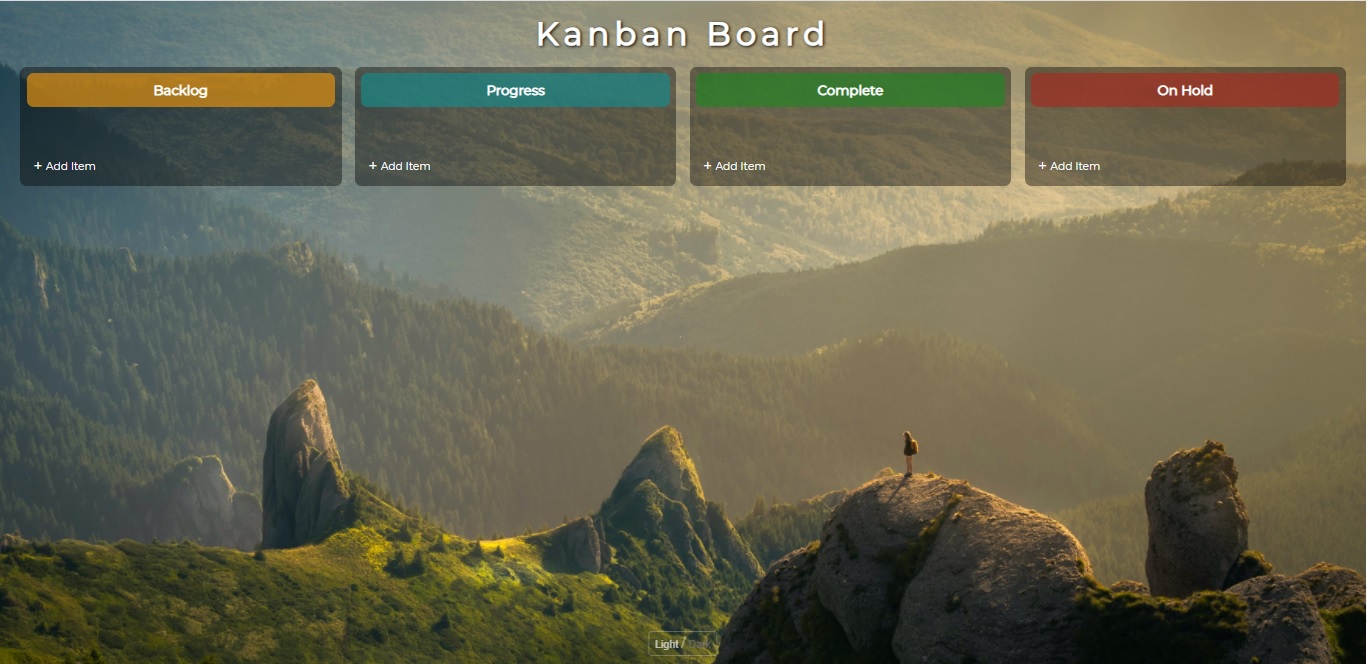 Kanban Board
Backlog
Progress
Complete
On Hold
+ Add Item
+ Add Item
+ Add Item
+ Add Item
Light / Dark